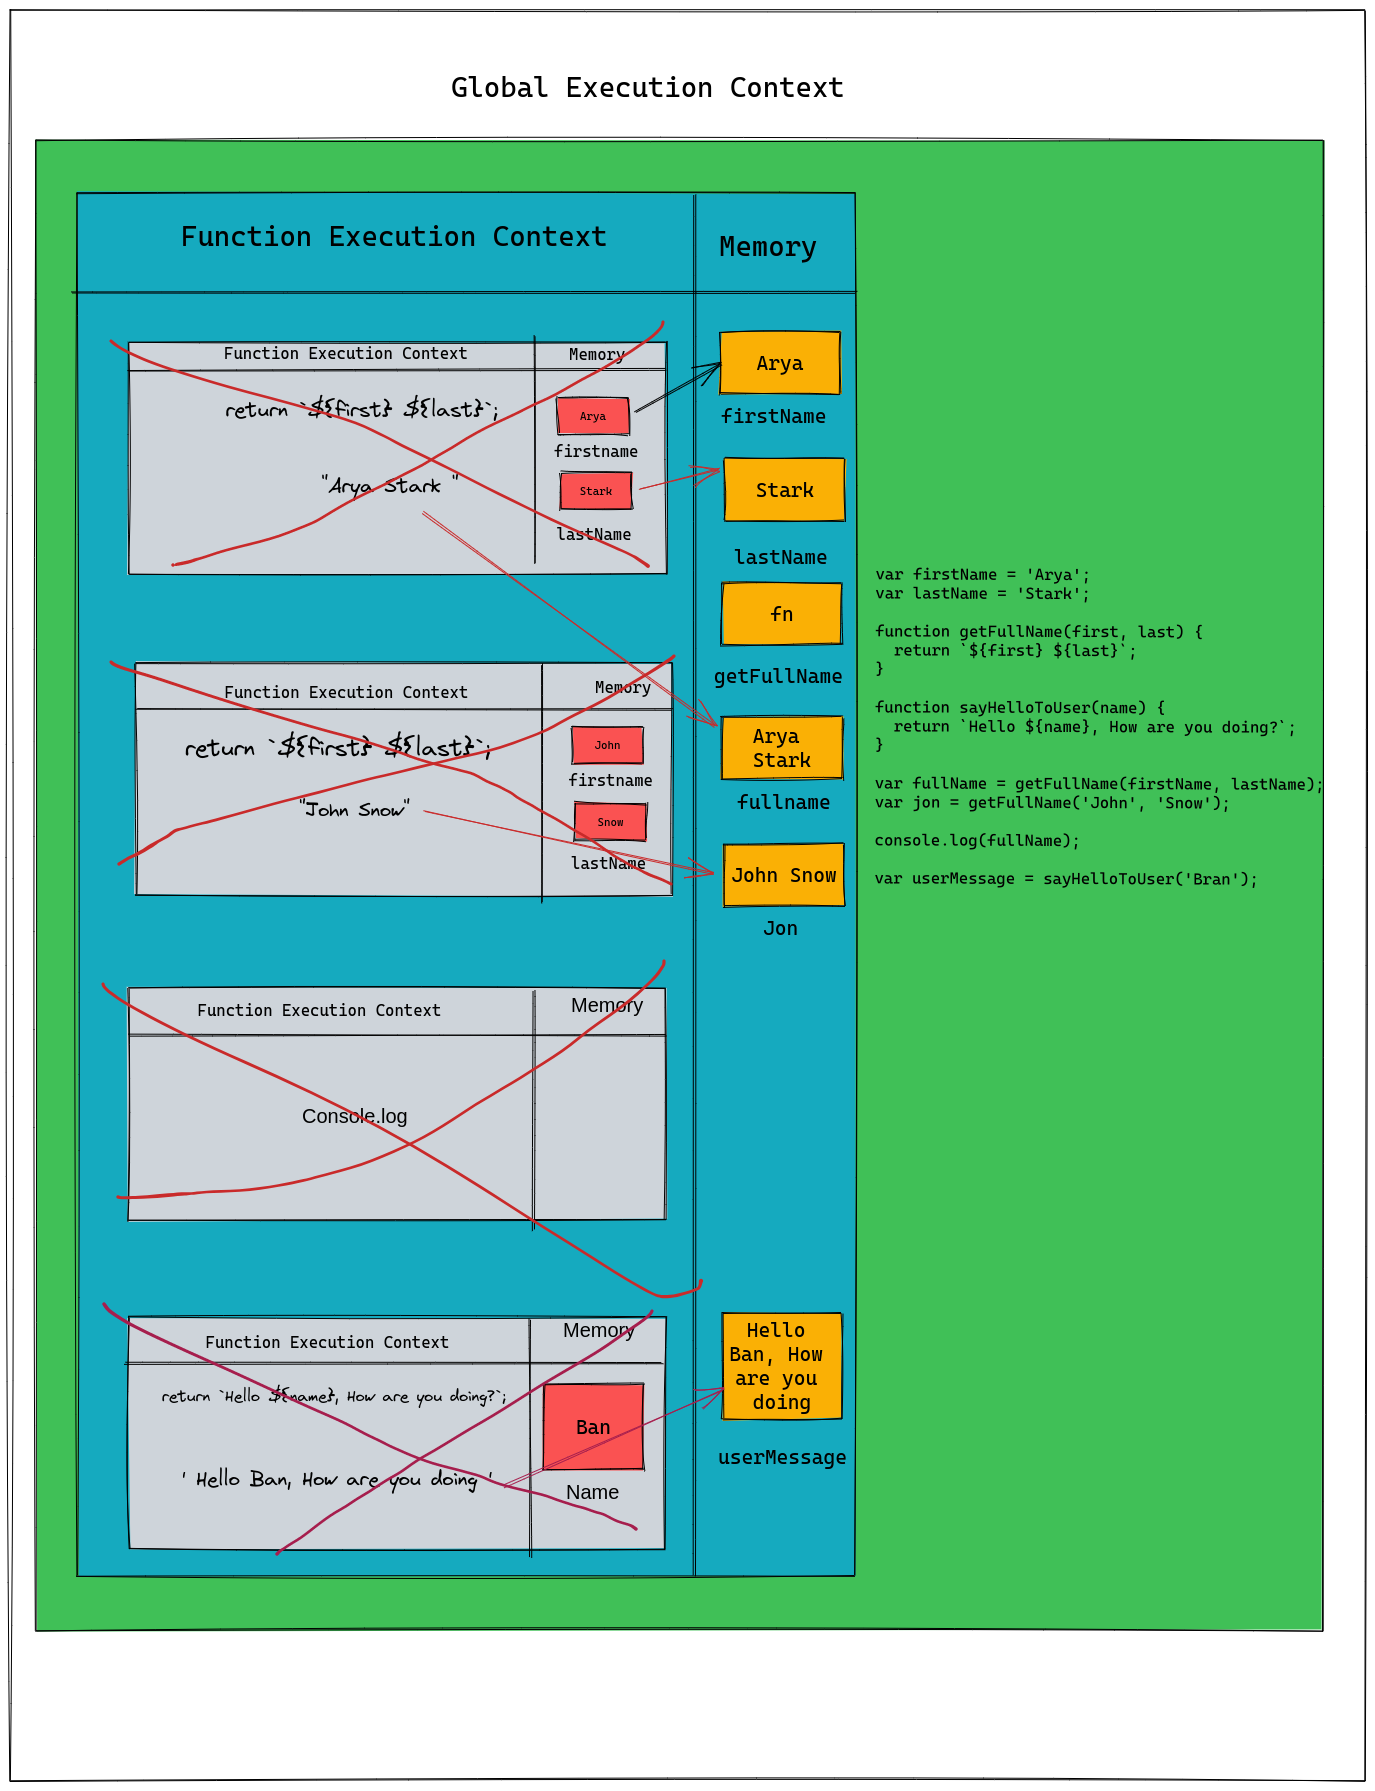 Global Execution Context
Function Execution Context
Memory
Function Execution Context
Memory
return `${first} ${last}`;
"Arya Stark "
Arya
firstname
Stark
lastName
Arya
firstName
Stark
lastName
fn
getFullName
Function Execution Context
Memory
return `${first} ${last}`;
"John Snow"
John
firstname
Snow
lastName
Arya
Stark
fullname
John Snow
Jon
var firstName = 'Arya';
var lastName = 'Stark';
function getFullName(first, last) {
return `${first} ${last}`;
}
function sayHelloToUser(name) {
return `Hello ${name}, How are you doing?`;
}
var fullName = getFullName(firstName, lastName);
var jon = getFullName('John', 'Snow');
console.log(fullName);
var userMessage = sayHelloToUser('Bran');
Function Execution Context
Memory
Console.log
Function Execution Context
Memory
return `Hello ${name}, How are you doing?`;
' Hello Ban, How are you doing '
Ban
Name
Hello
Ban, How
are you
doing
userMessage